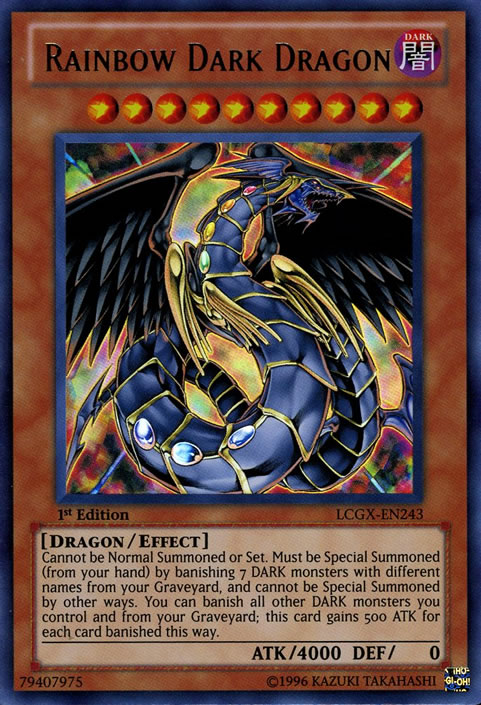 RAINBOW DARK DRAGON
DARK
闇
1st Edition
LCGX-EN243
[DRAGON/EFFECT]
Cannot be Normal Summoned or Set. Must be Special Summoned
(from your hand) by banishing 7 DARK monsters with different
names from your Graveyard, and cannot be Special Summoned
by other ways. You can banish all other DARK monsters you
control and from your Graveyard; this card gains 500 ATK for
each card banished this way.
ATK/4000 DEF/ 0
79407975
©1996 KAZUKI TAKAHASHI